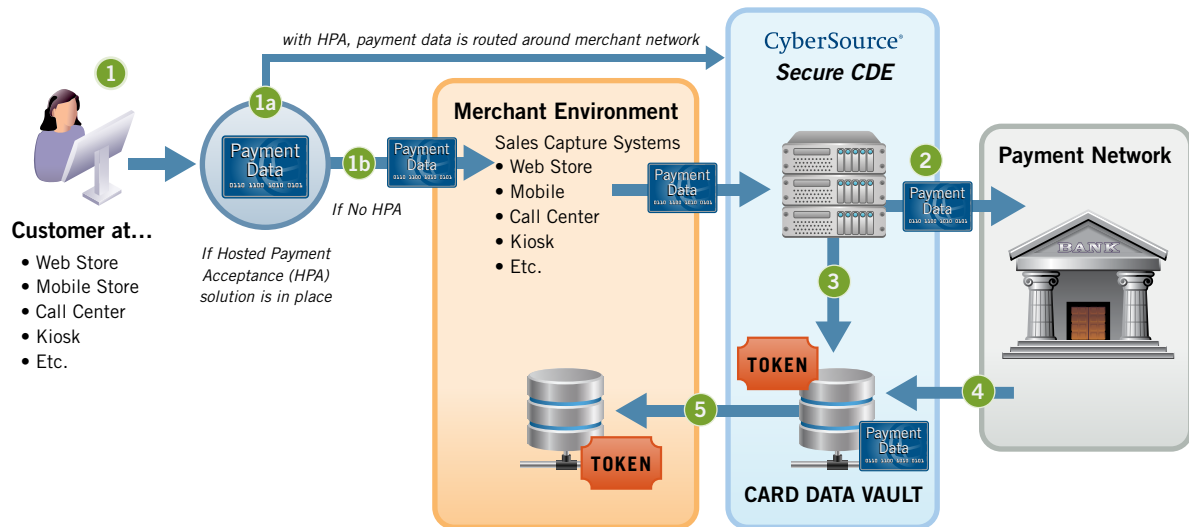 1
with HPA, payment data is routed around merchant network
CyberSource®
Secure CDE
1a
Payment
Data
0110 1100 1010 0101
1b
Payment
Data
0110 1100 1010 0101
If No HPA
If Hosted Payment
Acceptance (HPA)
solution is in place
Customer at...
• Web Store
• Mobile Store
• Call Center
• Kiosk
• Etc.
Merchant Environment
Sales Capture Systems
• Web Store
• Mobile
• Call Center
• Kiosk
• Etc.
Payment
Data
0110 1100 1010 0101
2
Payment
Data
0110 1100 1010 0101
Payment Network
BANK
3
TOKEN
4
5
TOKEN
Payment
Data
0110 1100 1010 0101
CARD DATA VAULT